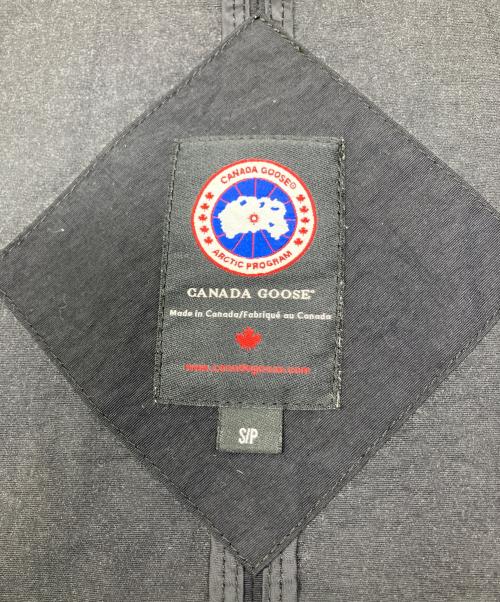 CANADA GOOSE®
ARCTIC PROGRAM
CANADA GOOSE®
Made in Canada/Fabriqué au Canada
www.canadagoose.com
S/P